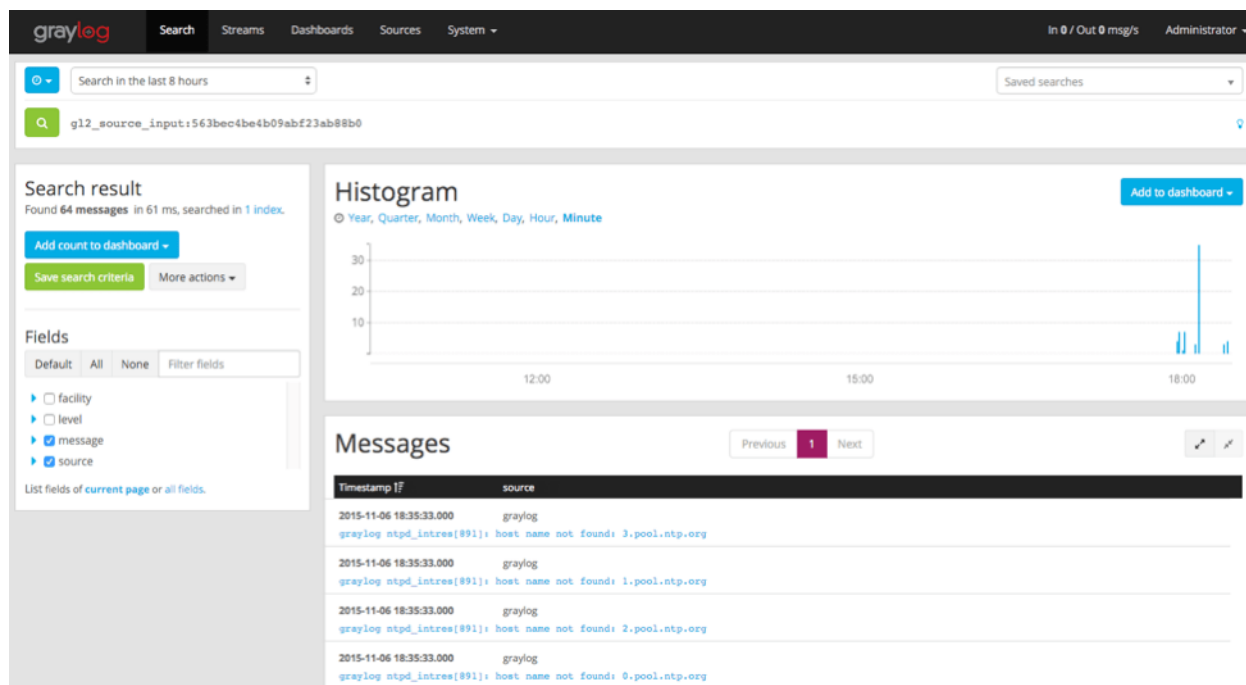 graylog Search Streams Dashboards Sources System In 0 / Out 0 msg/s Administrator
Search in the last 8 hours Saved searches
gl2_source_input:563bec4be4b09abf23ab88b0
Search result
Found 64 messages in 61 ms, searched in 1 index.
Add count to dashboard
Save search criteria More actions
Fields
Default All None Filter fields
facility
level
message
source
List fields of current page or all fields.
Histogram
Add to dashboard
Year, Quarter, Month, Week, Day, Hour, Minute
30
20
10
12:00 15:00 18:00
Messages
Previous 1 Next
Timestamp source
2015-11-06 18:35:33.000 graylog
graylog ntpd_intres[891]: host name not found: 3.pool.ntp.org
2015-11-06 18:35:33.000 graylog
graylog ntpd_intres[891]: host name not found: 1.pool.ntp.org
2015-11-06 18:35:33.000 graylog
graylog ntpd_intres[891]: host name not found: 2.pool.ntp.org
2015-11-06 18:35:33.000 graylog
graylog ntpd_intres[891]: host name not found: 0.pool.ntp.org